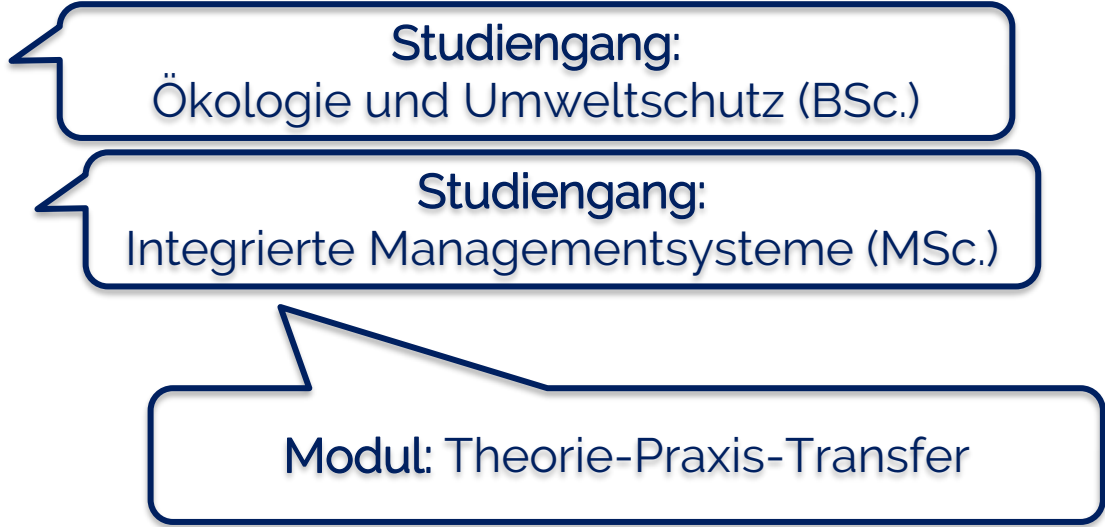 Studiengang:
Ökologie und Umweltschutz (BSc.)
Studiengang:
Integrierte Managementsysteme (MSc.)
Modul: Theorie-Praxis-Transfer